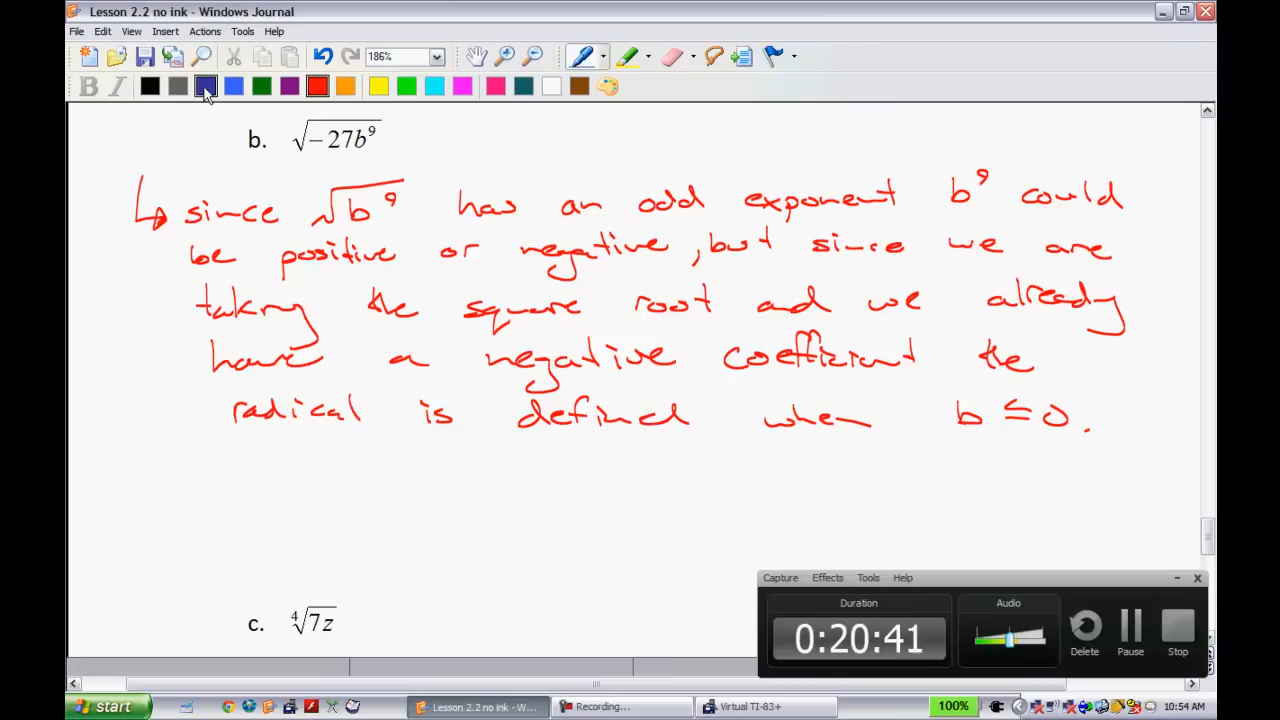 Lesson 2.2 no ink - Windows Journal
File Edit View Insert Actions Tools Help
186%
B I
b. √-27b⁹
since √b⁹ has an odd exponent b⁹ could
be positive or negative, but since we are
taking the square root and we already
have a negative coefficient the
radical is defined when b ≤ 0.
c. ⁴√7z
Capture Effects Tools Help
Duration Audio
0:20:41
Delete Pause Stop
start Lesson 2.2 no ink - W... Recording... Virtual TI-83+ 100% 10:54 AM